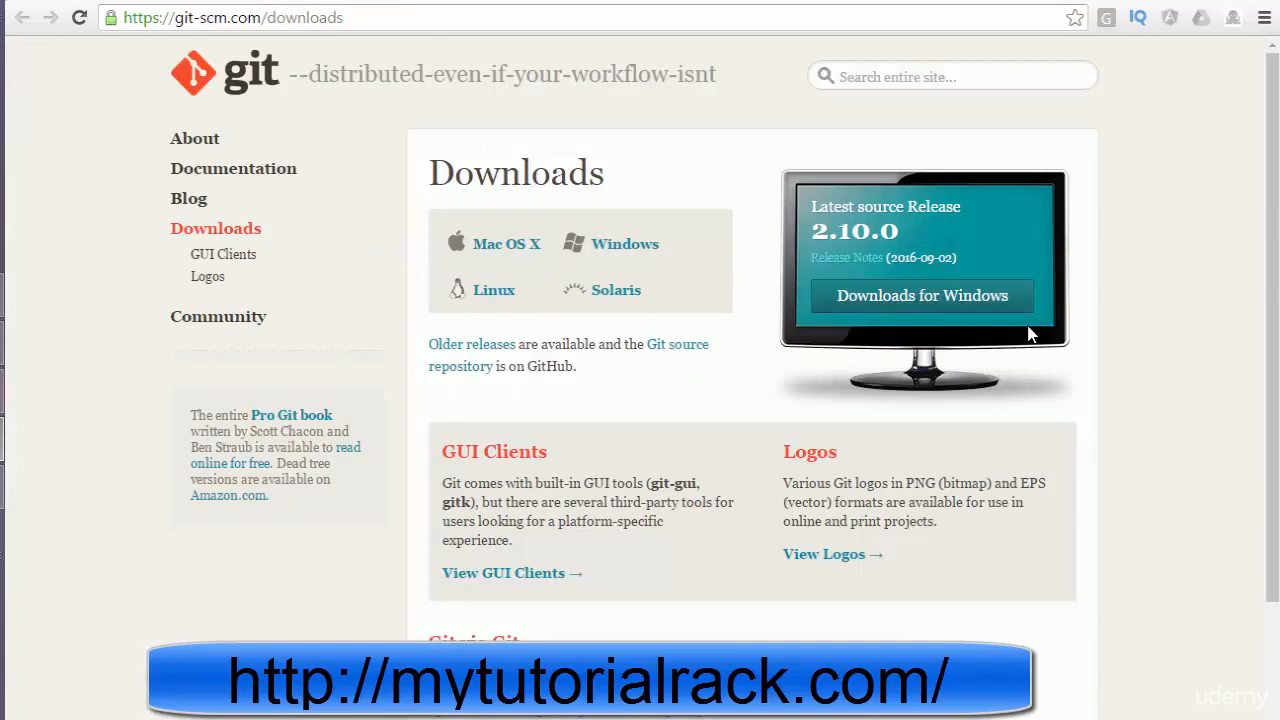 https://git-scm.com/downloads
git --distributed-even-if-your-workflow-isnt
Search entire site...
About
Documentation
Blog
Downloads
GUI Clients
Logos
Community
The entire Pro Git book
written by Scott Chacon and
Ben Straub is available to read
online for free. Dead tree
versions are available on
Amazon.com.
Downloads
Mac OS X
Windows
Linux
Solaris
Older releases are available and the Git source
repository is on GitHub.
Latest source Release
2.10.0
Release Notes (2016-09-02)
Downloads for Windows
GUI Clients
Git comes with built-in GUI tools (git-gui,
gitk), but there are several third-party tools for
users looking for a platform-specific
experience.
View GUI Clients →
Logos
Various Git logos in PNG (bitmap) and EPS
(vector) formats are available for use in
online and print projects.
View Logos →
http://mytutorialrack.com/
udemy